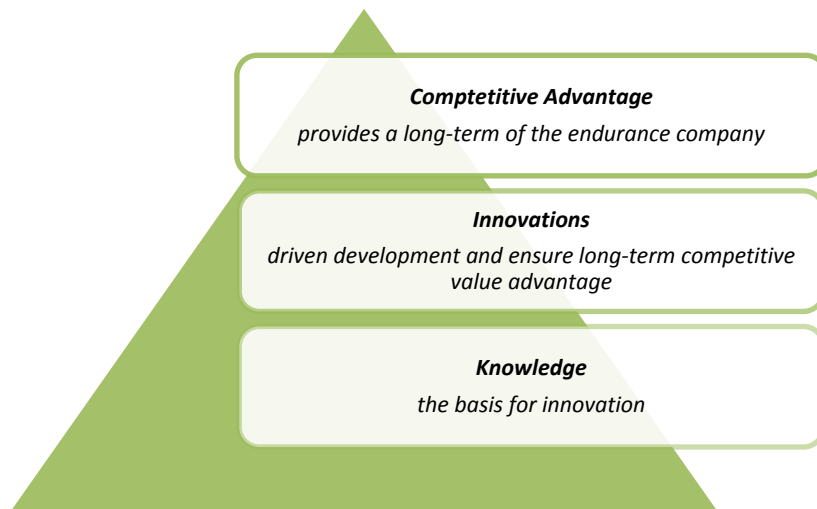 Comptetitive Advantage
provides a long-term of the endurance company
Innovations
driven development and ensure long-term competitive
value advantage
Knowledge
the basis for innovation